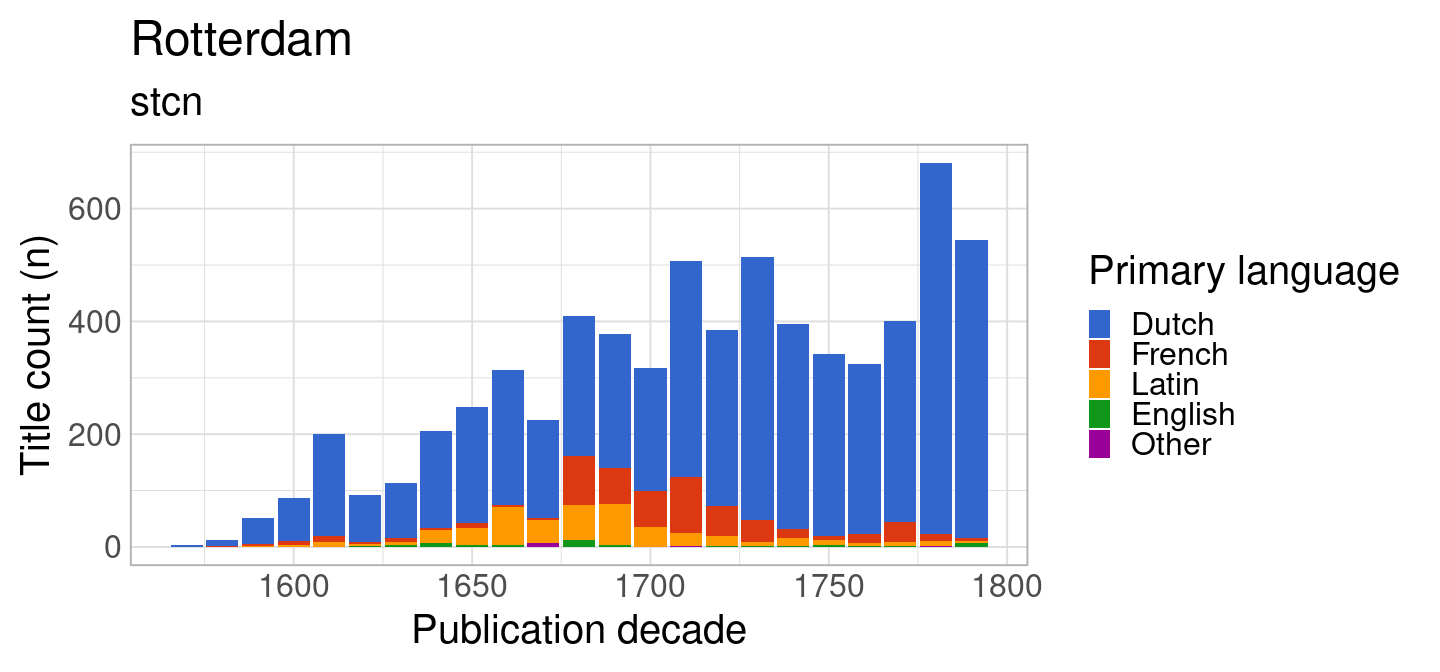 Rotterdam
stcn
Title count (n)
600
400
200
0
1600 1650 1700 1750 1800
Publication decade
Primary language
Dutch
French
Latin
English
Other